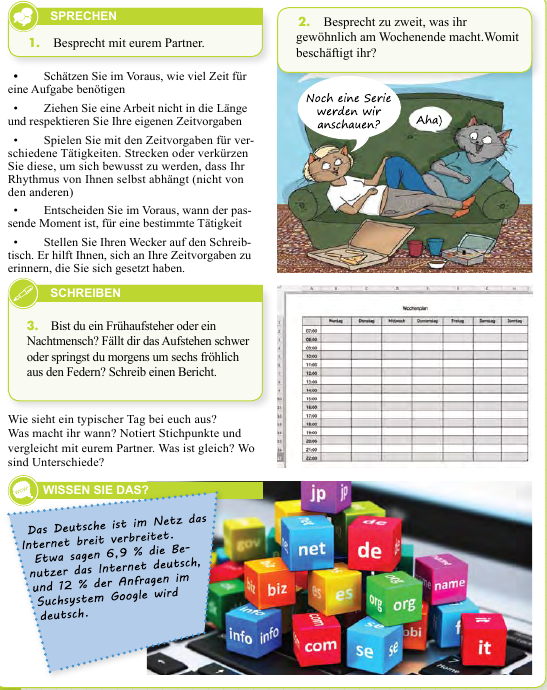 SPRECHEN
1. Besprecht mit eurem Partner.
• Schätzen Sie im Voraus, wie viel Zeit für
eine Aufgabe benötigen
• Ziehen Sie eine Arbeit nicht in die Länge
und respektieren Sie Ihre eigenen Zeitvorgaben
• Spielen Sie mit den Zeitvorgaben für ver-
schiedene Tätigkeiten. Strecken oder verkürzen
Sie diese, um sich bewusst zu werden, dass Ihr
Rhythmus von Ihnen selbst abhängt (nicht von
den anderen)
• Entscheiden Sie im Voraus, wann der pas-
sende Moment ist, für eine bestimmte Tätigkeit
• Stellen Sie Ihren Wecker auf den Schreib-
tisch. Er hilft Ihnen, sich an Ihre Zeitvorgaben zu
erinnern, die Sie sich gesetzt haben.
2. Besprecht zu zweit, was ihr
gewöhnlich am Wochenende macht.Womit
beschäftigt ihr?
Noch eine Serie
werden wir
anschauen?
Aha)
SCHREIBEN
3. Bist du ein Frühaufsteher oder ein
Nachtmensch? Fällt dir das Aufstehen schwer
oder springst du morgens um sechs fröhlich
aus den Federn? Schreib einen Bericht.
Wie sieht ein typischer Tag bei euch aus?
Was macht ihr wann? Notiert Stichpunkte und
vergleicht mit eurem Partner. Was ist gleich? Wo
sind Unterschiede?
Wochenplan
Montag Dienstag Mittwoch Donnerstag Freitag Samstag Sonntag
07:00
08:00
09:00
10:00
11:00
12:00
13:00
14:00
15:00
16:00
17:00
18:00
19:00
20:00
21:00
22:00
WISSEN SIE DAS?
Das Deutsche ist im Netz das
Internet breit verbreitet.
Etwa sagen 6,9 % die Be-
nutzer das Internet deutsch,
und 12 % der Anfragen im
Suchsystem Google wird
deutsch.
jp jp
gov
net
de
de
name
biz biz
es es
org org
info info
com
se se
obi
f
it